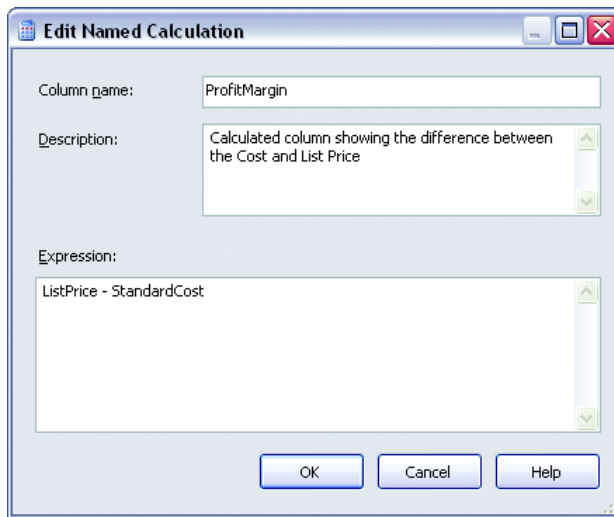 Edit Named Calculation
Column name:
ProfitMargin
Description:
Calculated column showing the difference between
the Cost and List Price
Expression:
ListPrice - StandardCost
OK
Cancel
Help